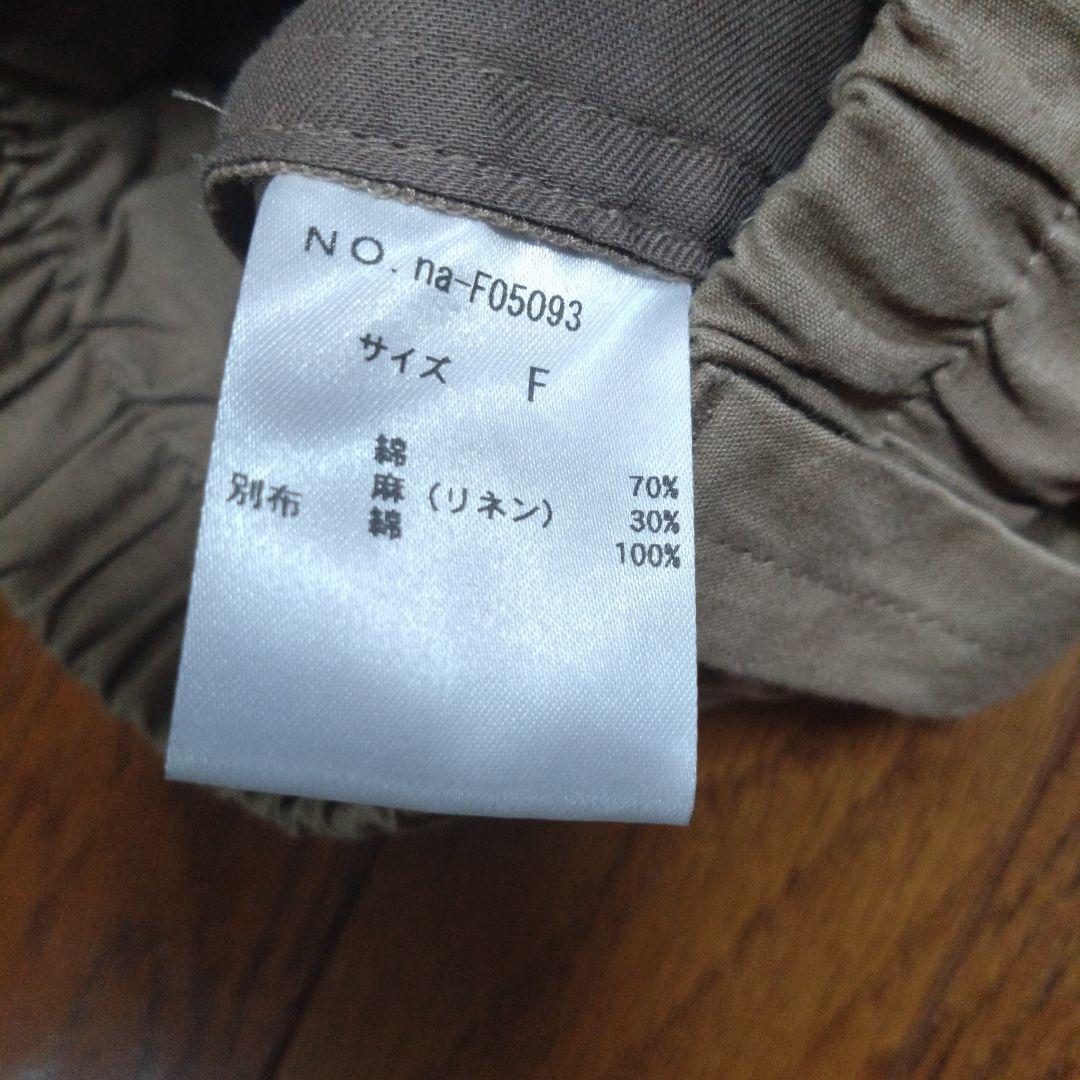 NO. na-F05093
サイズ F
綿 70%
麻(リネン) 30%
別布 綿 100%